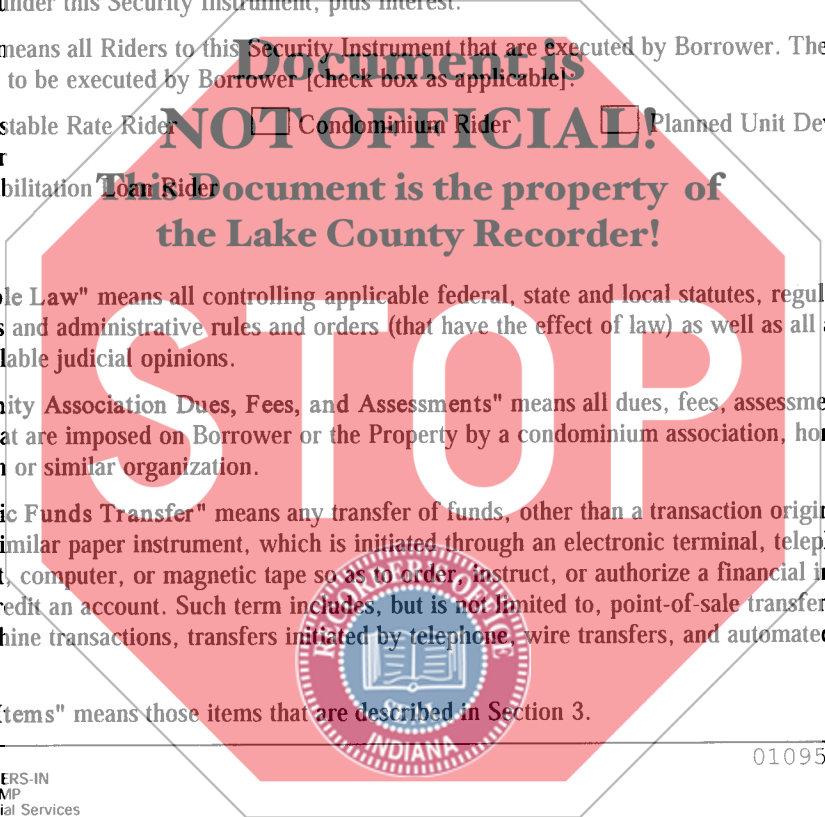 under this Security Instrument, plus interest.
means all Riders to this Security Instrument that are executed by Borrower. The
to be executed by Borrower [check box as applicable]:
Document is
stable Rate Rider Condominium Rider Planned Unit De
NOT OFFICIAL!
r
bilitation Loan Rider
This Document is the property of
the Lake County Recorder!
le Law" means all controlling applicable federal, state and local statutes, regul
s and administrative rules and orders (that have the effect of law) as well as all
lable judicial opinions.
STOP
ity Association Dues, Fees, and Assessments" means all dues, fees, assessme
at are imposed on Borrower or the Property by a condominium association, ho
n or similar organization.
ic Funds Transfer" means any transfer of funds, other than a transaction origin
imilar paper instrument, which is initiated through an electronic terminal, telep
t, computer, or magnetic tape so as to order, instruct, or authorize a financial i
edit an account. Such term includes, but is not limited to, point-of-sale transfer
hine transactions, transfers initiated by telephone, wire transfers, and automate
RECORDER'S OFFICE
SEAL
INDIANA
Items" means those items that are described in Section 3.
01095
ERS-IN
MP
ial Services